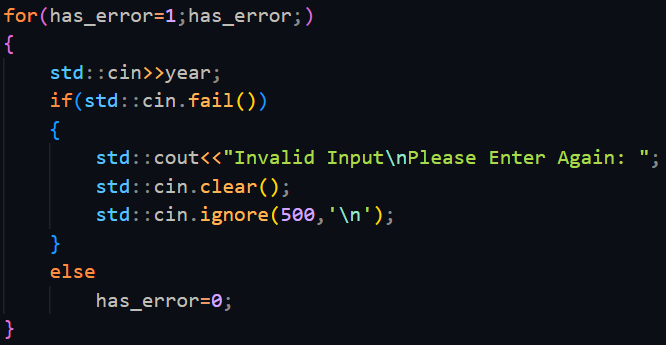 for(has_error=1;has_error;)
{
    std::cin>>year;
    if(std::cin.fail())
    {
        std::cout<<"Invalid Input\nPlease Enter Again: ";
        std::cin.clear();
        std::cin.ignore(500,'\n');
    }
    else
        has_error=0;
}